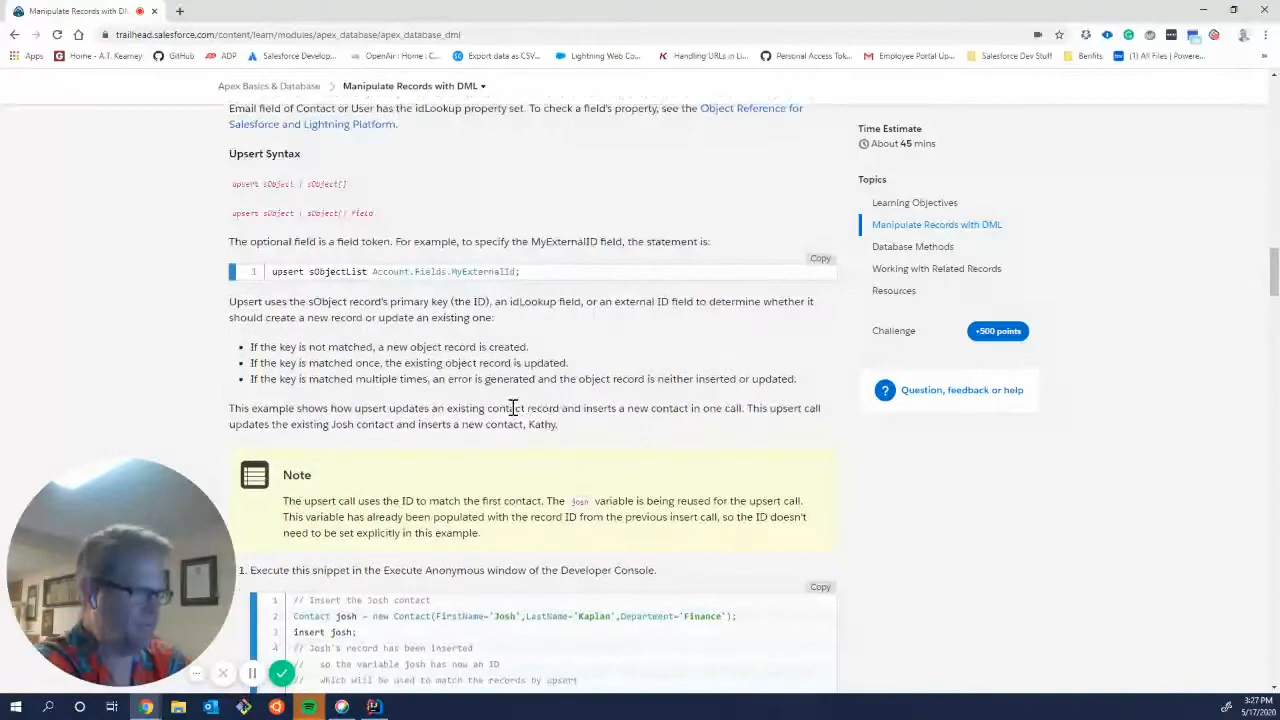 Manipulate Records with DI
trailhead.salesforce.com/content/learn/modules/apex_database/apex_database_dml
Apps
Home - A.T. Kearney
GitHub
ADP
Salesforce Develop...
OpenAir : Home : C...
Export data as CSV...
Lightning Web Co...
Handling URLs in Li...
Personal Access Tok...
Employee Portal Up...
Salesforce Dev Stuff
Benifits
(1) All Files | Powere...
»
Apex Basics & Database
Manipulate Records with DML
Email field of Contact or User has the idLookup property set. To check a field's property, see the Object Reference for
Salesforce and Lightning Platform.
Upsert Syntax
upsert sObject | sObject[]
upsert sObject | sObject[] field
The optional field is a field token. For example, to specify the MyExternalID field, the statement is:
Copy
1 upsert sObjectList Account.Fields.MyExternalId;
Upsert uses the sObject record's primary key (the ID), an idLookup field, or an external ID field to determine whether it
should create a new record or update an existing one:
• If the key is not matched, a new object record is created.
• If the key is matched once, the existing object record is updated.
• If the key is matched multiple times, an error is generated and the object record is neither inserted or updated.
This example shows how upsert updates an existing contact record and inserts a new contact in one call. This upsert call
updates the existing Josh contact and inserts a new contact, Kathy.
Note
The upsert call uses the ID to match the first contact. The josh variable is being reused for the upsert call.
This variable has already been populated with the record ID from the previous insert call, so the ID doesn't
need to be set explicitly in this example.
1. Execute this snippet in the Execute Anonymous window of the Developer Console.
Copy
1 // Insert the Josh contact
2 Contact josh = new Contact(FirstName='Josh',LastName='Kaplan',Department='Finance');
3 insert josh;
4 // Josh's record has been inserted
5 // so the variable josh has now an ID
6 // which will be used to match the records by upsert
Time Estimate
About 45 mins
Topics
Learning Objectives
Manipulate Records with DML
Database Methods
Working with Related Records
Resources
Challenge
+500 points
? Question, feedback or help
3:27 PM
5/17/2020